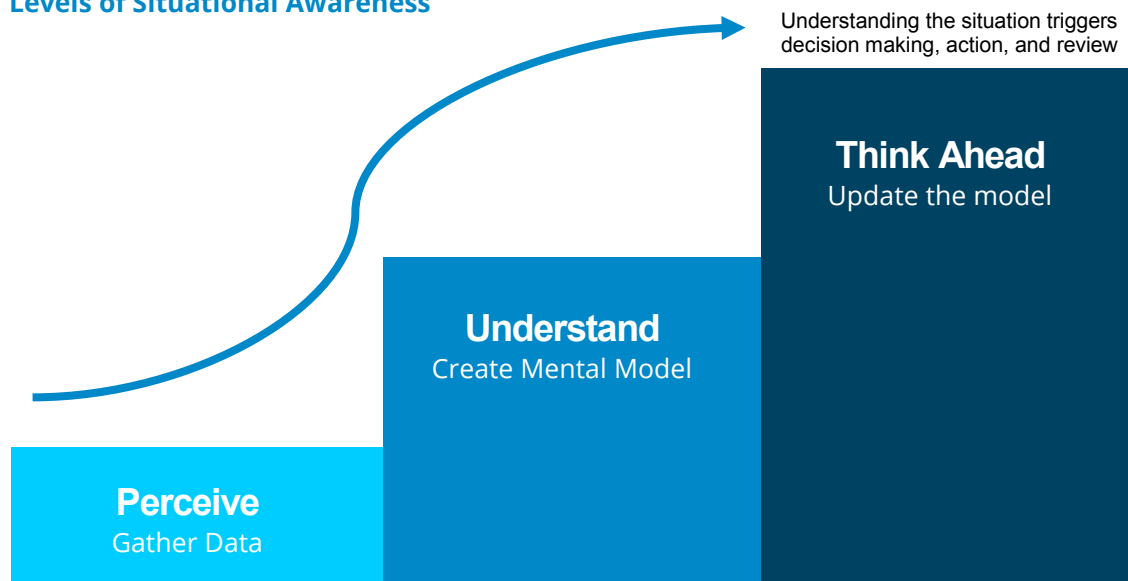 Levels of Situational Awareness
Understanding the situation triggers
decision making, action, and review
Think Ahead
Update the model
Understand
Create Mental Model
Perceive
Gather Data